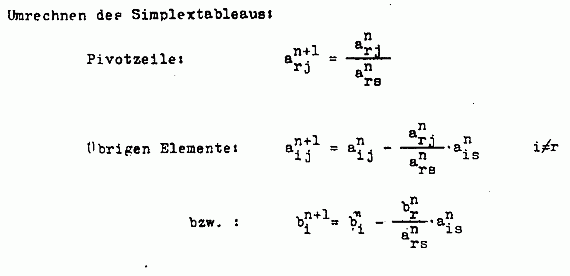 Umrechnen des Simplextableaus:
Pivotzeile: a_{rj}^{n+1} = \frac{a_{rj}^{n}}{a_{rs}^{n}}
Übrigen Elemente: a_{ij}^{n+1} = a_{ij}^{n} - \frac{a_{rj}^{n}}{a_{rs}^{n}} \cdot a_{is}^{n} i≠r
bzw. : b_{i}^{n+1} = b_{i}^{n} - \frac{b_{r}^{n}}{a_{rs}^{n}} \cdot a_{is}^{n}